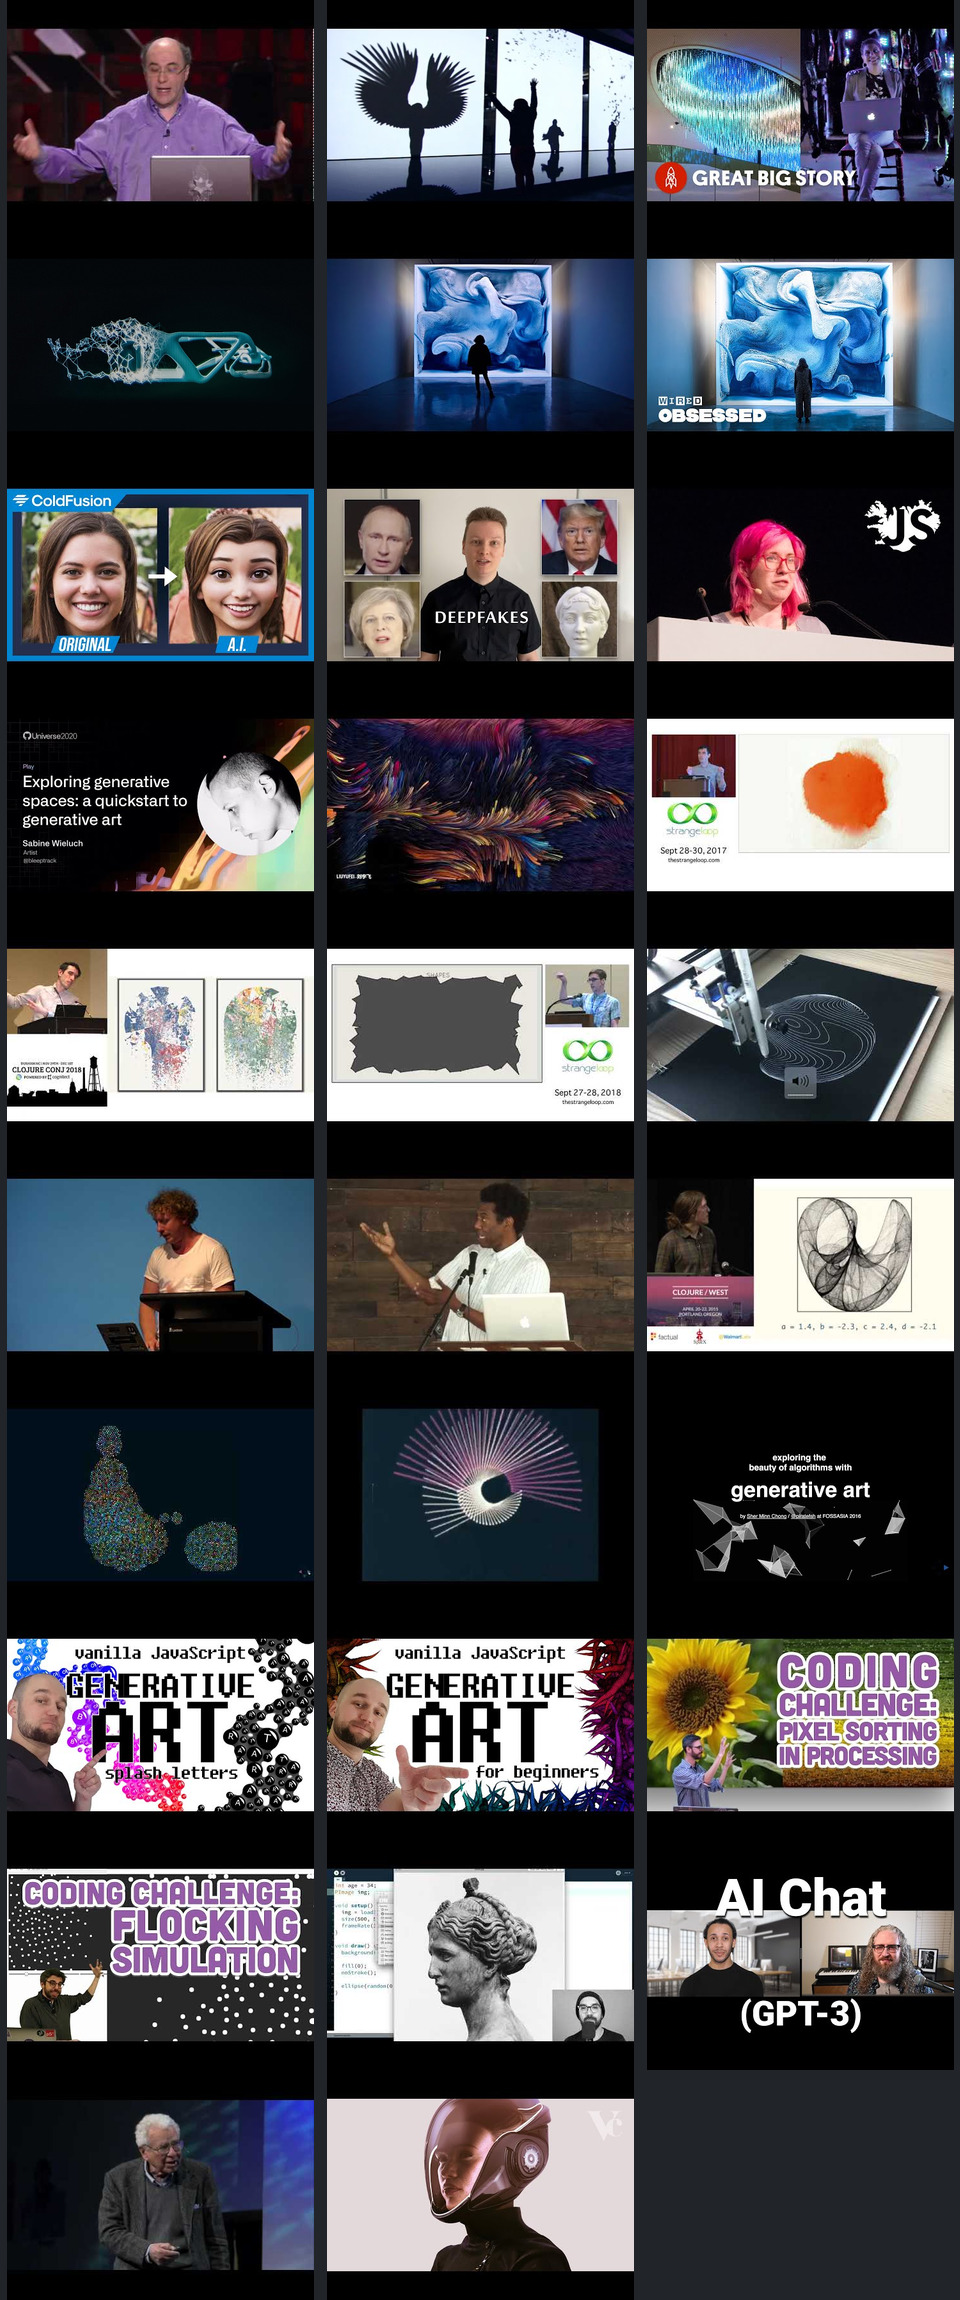 GREAT BIG STORY
WIRED
OBSESSED
ColdFusion
ORIGINAL
A.I.
DEEPFAKES
JS
Universe2020
Play
Exploring generative
spaces: a quickstart to
generative art
Sabine Wieluch
Artist
@bleeptrack
strangeloop
Sept 28-30, 2017
thestrangeloop.com
CLOJURE CONJ 2018
POWERED BY cognitect
SHAPES
strangeloop
Sept 27-28, 2018
thestrangeloop.com
CLOJURE / WEST
APRIL 20-22, 2015
PORTLAND, OREGON
factual
a = 1.4, b = -2.3, c = 2.4, d = -2.1
exploring the
beauty of algorithms with
generative art
by Sher Minn Chong / @piratefsh at FOSSASIA 2016
vanilla JavaScript
GENERATIVE
ART
splash letters
vanilla JavaScript
GENERATIVE
ART
for beginners
CODING
CHALLENGE:
PIXEL SORTING
IN PROCESSING
CODING CHALLENGE:
FLOCKING
SIMULATION
int age = 34;
PImage img;
void setup()
img = load
size(500,
frameRate(
void draw()
background
fill(0);
noStroke();
ellipse(random(0
AI Chat
(GPT-3)
Vē